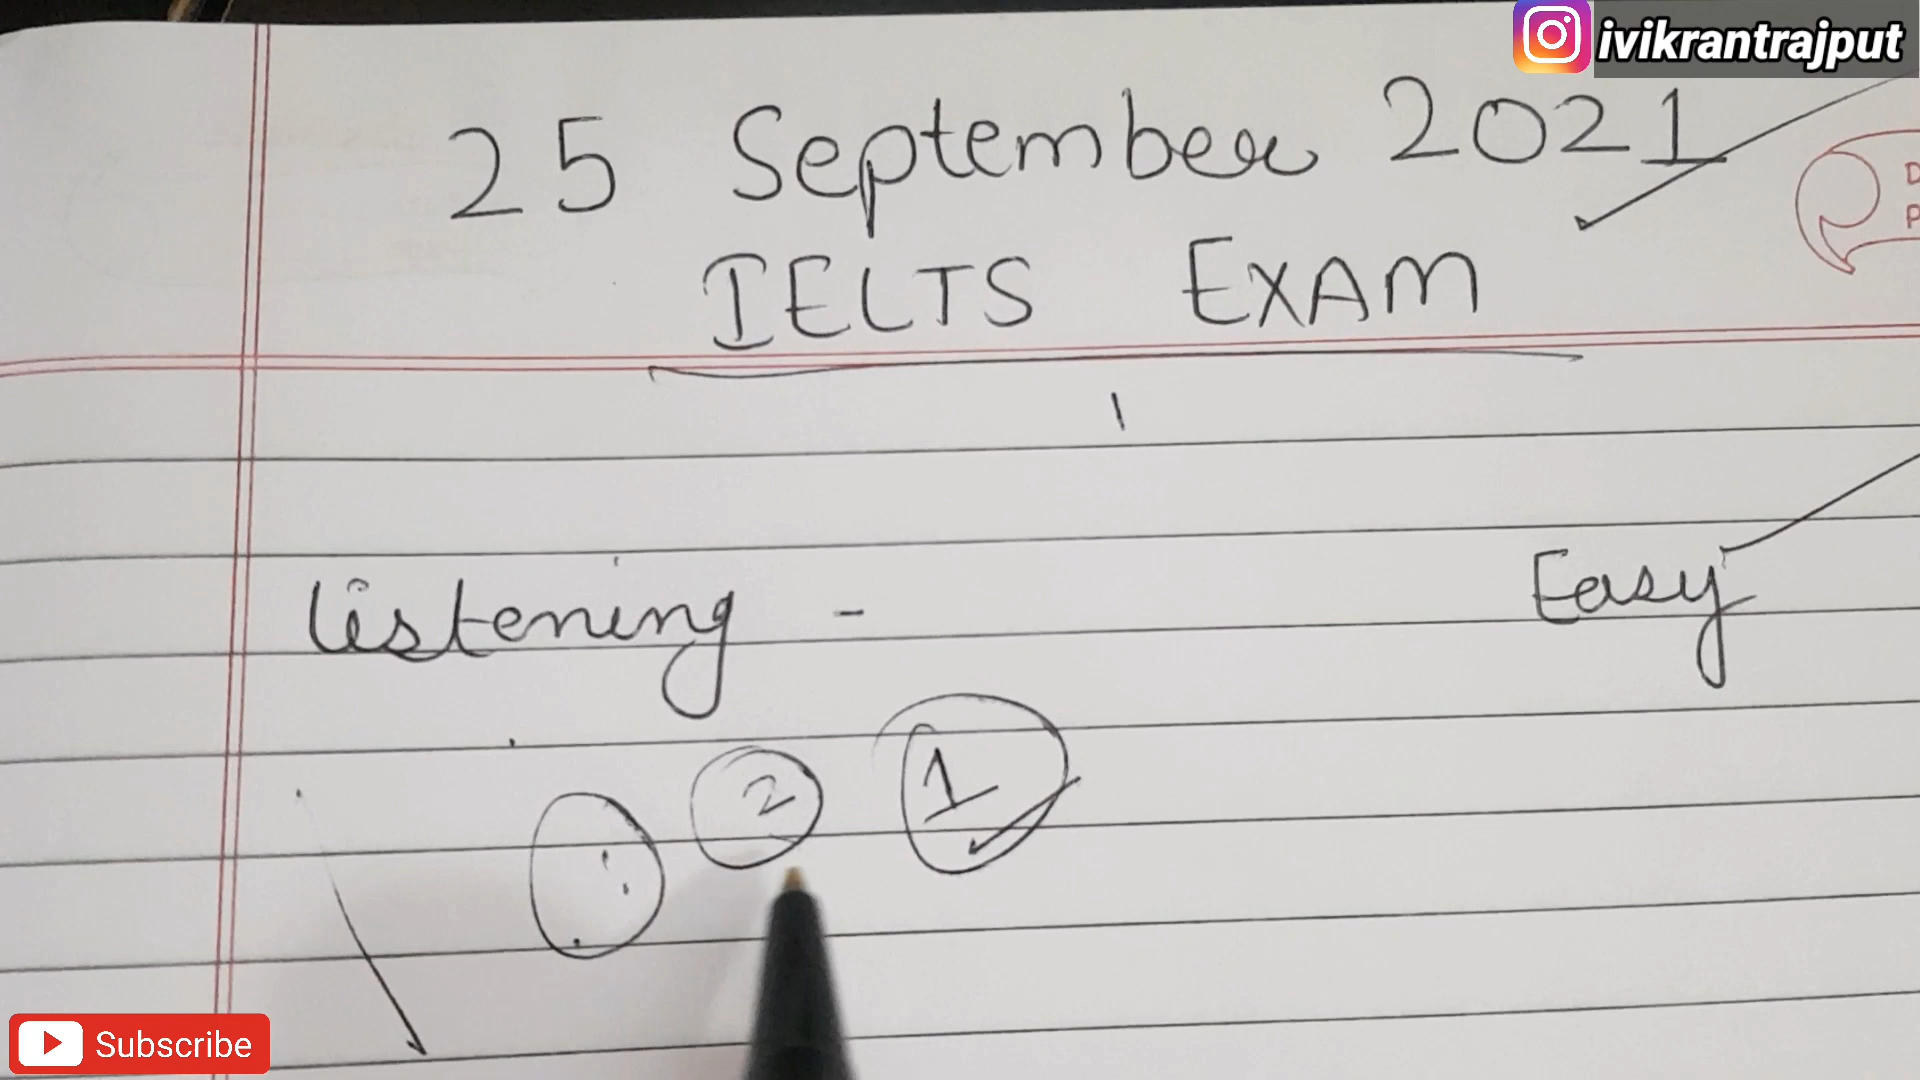 ivikrantrajput
25 September 2021
IELTS EXAM
Listening - Easy
2 1
Subscribe